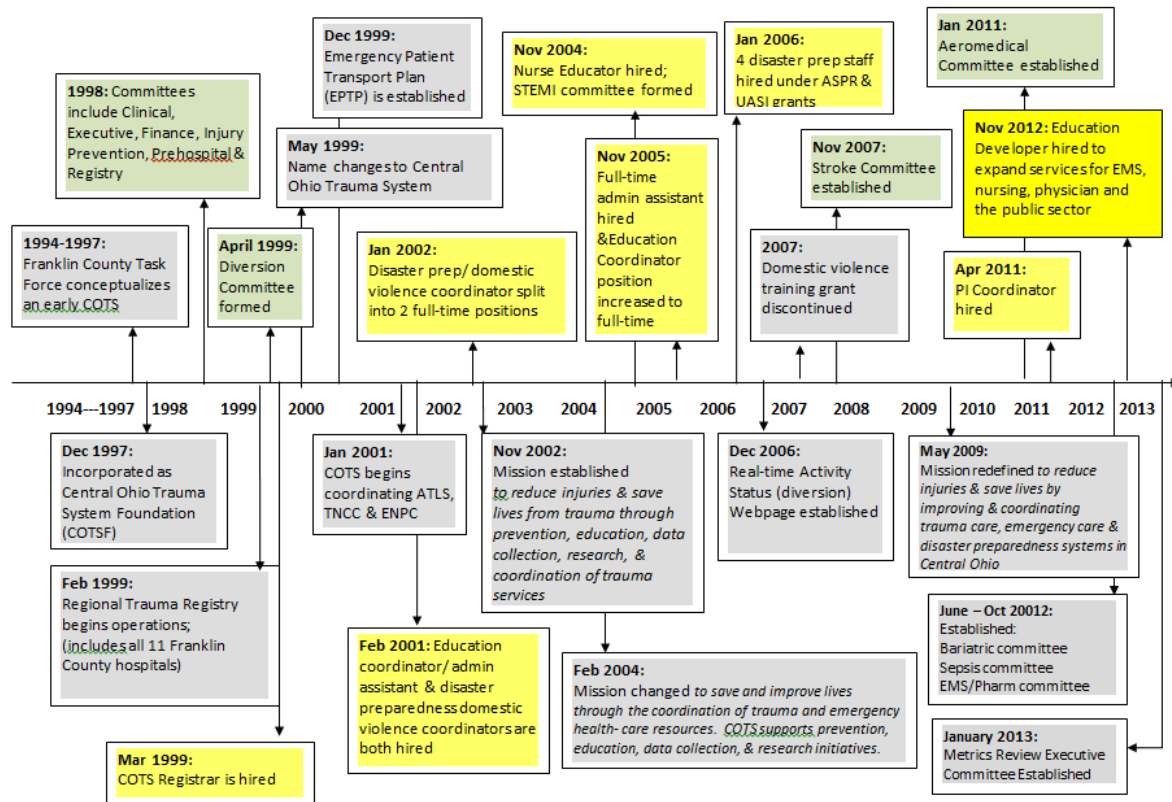 Dec 1999:
Emergency Patient
Transport Plan
(EPTP) is established
Nov 2004:
Nurse Educator hired;
STEMI committee formed
Jan 2006:
4 disaster prep staff
hired under ASPR &
UASI grants
Jan 2011:
Aeromedical
Committee established
1998: Committees
include Clinical,
Executive, Finance, Injury
Prevention, Prehospital &
Registry
May 1999:
Name changes to Central
Ohio Trauma System
Nov 2005:
Full-time
admin assistant
hired
&Education
Coordinator
position
increased to
full-time
Nov 2007:
Stroke Committee
established
Nov 2012: Education
Developer hired to
expand services for EMS,
nursing, physician and
the public sector
1994-1997:
Franklin County Task
Force conceptualizes
an early COTS
April 1999:
Diversion
Committee
formed
Jan 2002:
Disaster prep/ domestic
violence coordinator split
into 2 full-time positions
2007:
Domestic violence
training grant
discontinued
Apr 2011:
PI Coordinator
hired
1994---1997 1998 1999 2000 2001 2002 2003 2004 2005 2006 2007 2008 2009 2010 2011 2012 2013
Dec 1997:
Incorporated as
Central Ohio Trauma
System Foundation
(COTSF)
Jan 2001:
COTS begins
coordinating ATLS,
TNCC & ENPC
Nov 2002:
Mission established
to reduce injuries & save
lives from trauma through
prevention, education, data
collection, research, &
coordination of trauma
services
Dec 2006:
Real-time Activity
Status (diversion)
Webpage established
May 2009:
Mission redefined to reduce
injuries & save lives by
improving & coordinating
trauma care, emergency care &
disaster preparedness systems in
Central Ohio
Feb 1999:
Regional Trauma Registry
begins operations;
(includes all 11 Franklin
County hospitals)
Feb 2001: Education
coordinator/ admin
assistant & disaster
preparedness domestic
violence coordinators are
both hired
Feb 2004:
Mission changed to save and improve lives
through the coordination of trauma and emergency
health- care resources. COTS supports prevention,
education, data collection, & research initiatives.
June – Oct 20012:
Established:
Bariatric committee
Sepsis committee
EMS/Pharm committee
Mar 1999:
COTS Registrar is hired
January 2013:
Metrics Review Executive
Committee Established